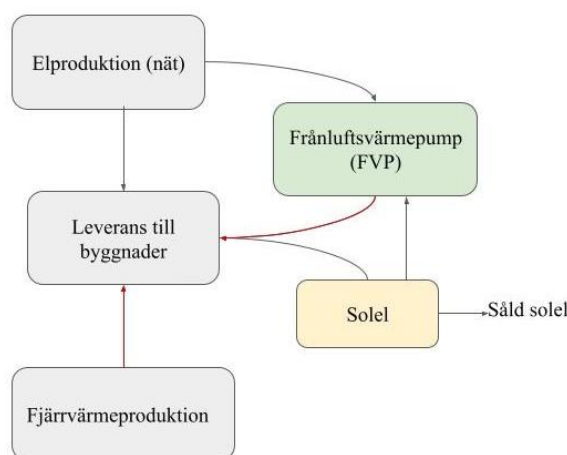 Elproduktion (nät)
Frånluftsvärmepump
(FVP)
Leverans till
byggnader
Solel
Såld solel
Fjärrvärmeproduktion